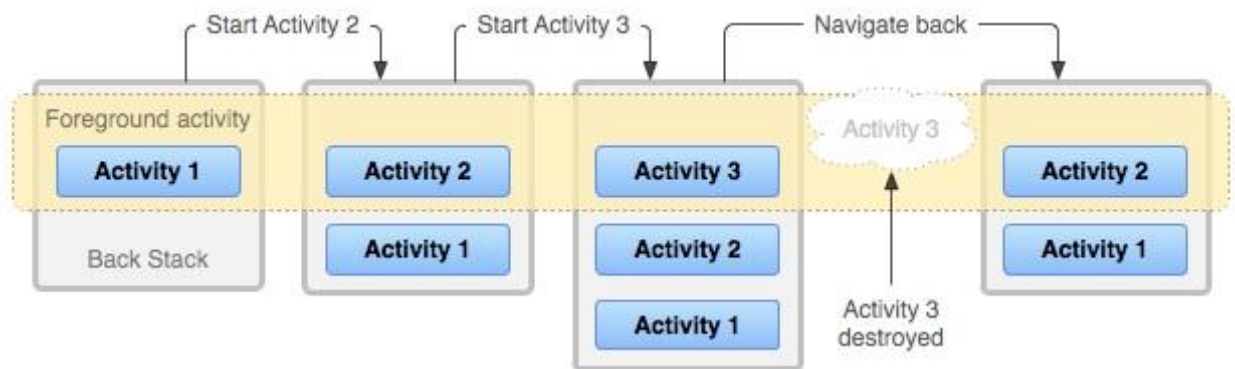 Start Activity 2
Start Activity 3
Navigate back
Foreground activity
Activity 1
Back Stack
Activity 2
Activity 1
Activity 3
Activity 2
Activity 1
Activity 3
Activity 3
destroyed
Activity 2
Activity 1